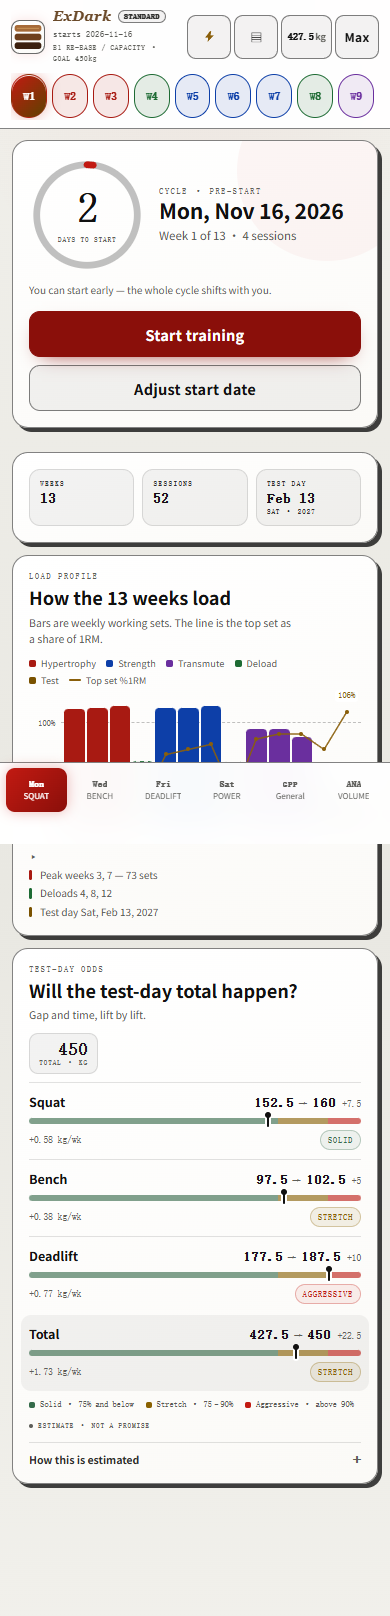 ExDark STANDARD
starts 2026-11-16
B1 RE-BASE / CAPACITY •
GOAL 450kg
427.5 kg
Max
W1 W2 W3 W4 W5 W6 W7 W8 W9
2
DAYS TO START
CYCLE • PRE-START
Mon, Nov 16, 2026
Week 1 of 13 • 4 sessions
You can start early — the whole cycle shifts with you.
Start training
Adjust start date
WEEKS
13
SESSIONS
52
TEST DAY
Feb 13
SAT • 2027
LOAD PROFILE
How the 13 weeks load
Bars are weekly working sets. The line is the top set as
a share of 1RM.
Hypertrophy Strength Transmute Deload
Test Top set %1RM
106%
100%
Mon
SQUAT
Wed
BENCH
Fri
DEADLIFT
Sat
POWER
GPP
General
ANA
VOLUME
Peak weeks 3, 7 — 73 sets
Deloads 4, 8, 12
Test day Sat, Feb 13, 2027
TEST-DAY ODDS
Will the test-day total happen?
Gap and time, lift by lift.
450
TOTAL • KG
Squat 152.5 → 160 +7.5
+0.58 kg/wk SOLID
Bench 97.5 → 102.5 +5
+0.38 kg/wk STRETCH
Deadlift 177.5 → 187.5 +10
+0.77 kg/wk AGGRESSIVE
Total 427.5 → 450 +22.5
+1.73 kg/wk STRETCH
Solid • 75% and below Stretch • 75–90% Aggressive • above 90%
ESTIMATE • NOT A PROMISE
How this is estimated +